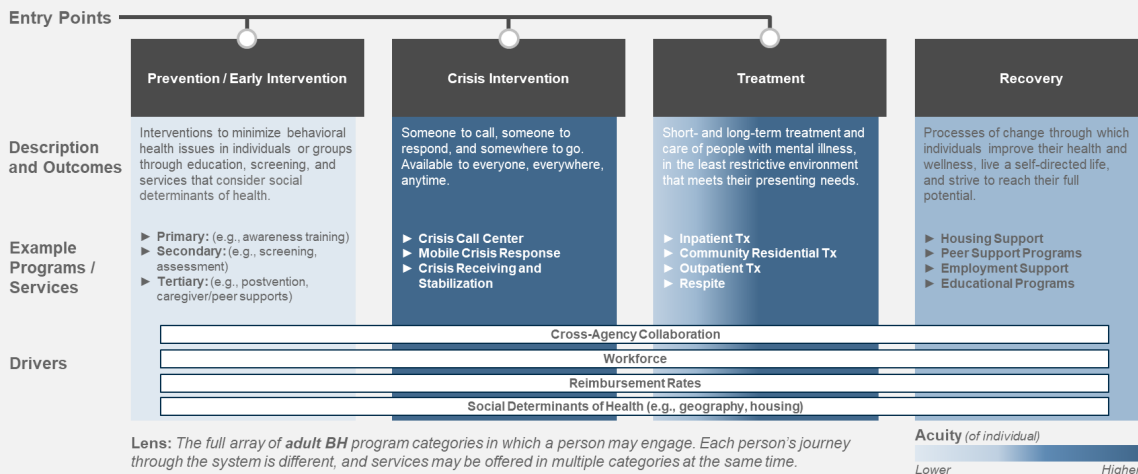 Entry Points
Prevention / Early Intervention
Crisis Intervention
Treatment
Recovery
Description
and Outcomes
Interventions to minimize behavioral
health issues in individuals or groups
through education, screening, and
services that consider social
determinants of health.
Someone to call, someone to
respond, and somewhere to go.
Available to everyone, everywhere,
anytime.
Short- and long-term treatment and
care of people with mental illness,
in the least restrictive environment
that meets their presenting needs.
Processes of change through which
individuals improve their health and
wellness, live a self-directed life,
and strive to reach their full
potential.
Example
Programs /
Services
► Primary: (e.g., awareness training)
► Secondary: (e.g., screening,
assessment)
► Tertiary: (e.g., postvention,
caregiver/peer supports)
► Crisis Call Center
► Mobile Crisis Response
► Crisis Receiving and
Stabilization
► Inpatient Tx
► Community Residential Tx
► Outpatient Tx
► Respite
► Housing Support
► Peer Support Programs
► Employment Support
► Educational Programs
Drivers
Cross-Agency Collaboration
Workforce
Reimbursement Rates
Social Determinants of Health (e.g., geography, housing)
Lens: The full array of adult BH program categories in which a person may engage. Each person's journey
through the system is different, and services may be offered in multiple categories at the same time.
Acuity (of individual)
Lower
Higher